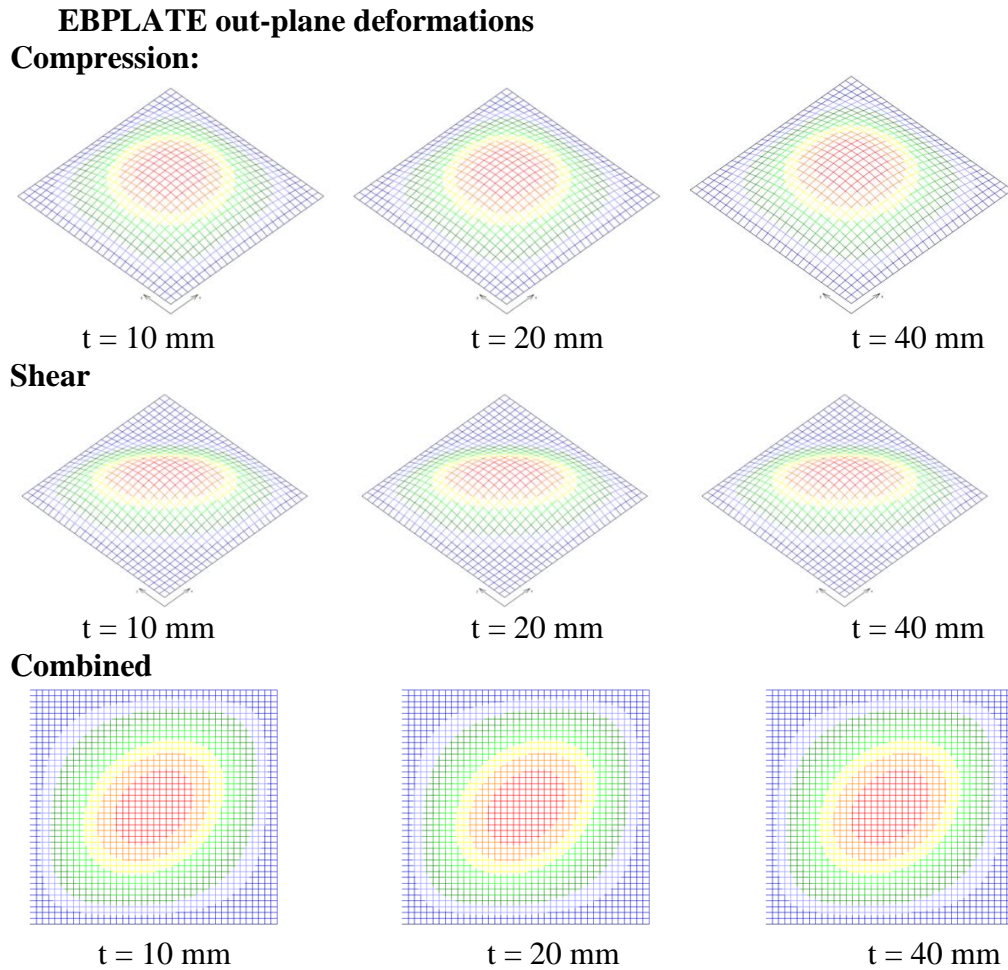 EBPLATE out-plane deformations
Compression:
t = 10 mm t = 20 mm t = 40 mm
Shear
t = 10 mm t = 20 mm t = 40 mm
Combined
t = 10 mm t = 20 mm t = 40 mm